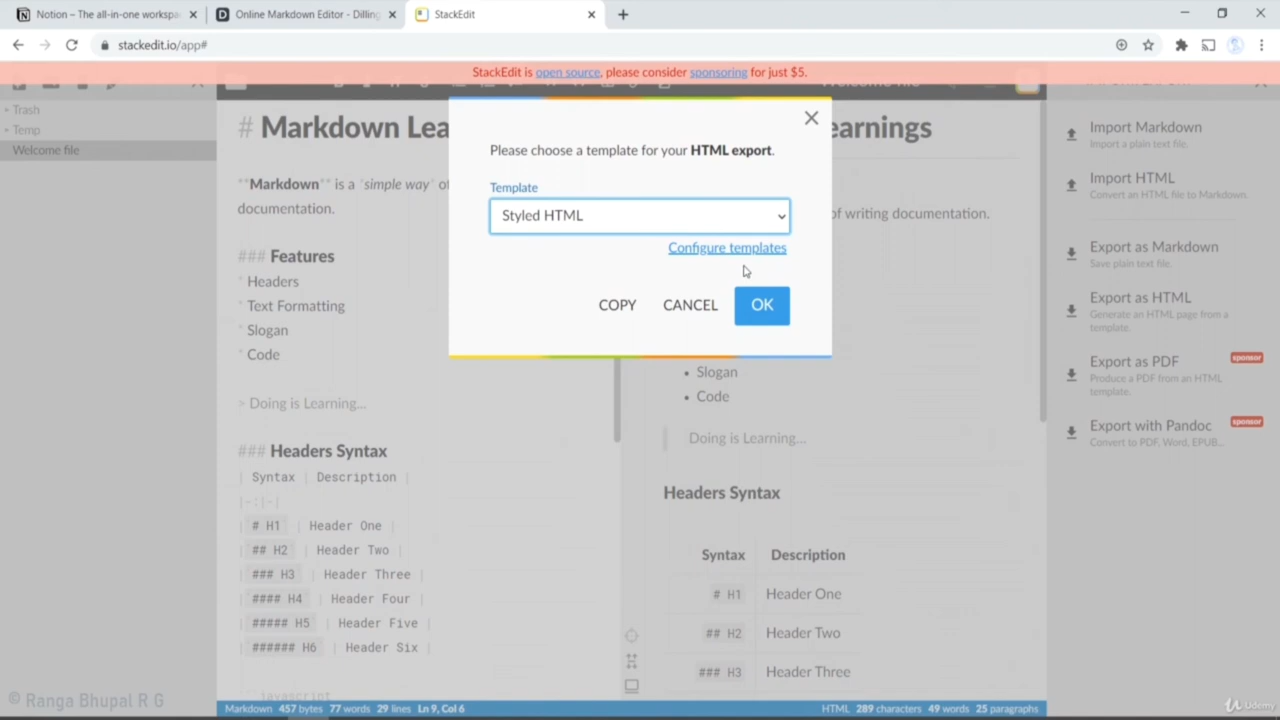 Notion – The all-in-one workspa
Online Markdown Editor - Dilling
StackEdit
stackedit.io/app#
StackEdit is open source, please consider sponsoring for just $5.
Trash
Temp
Welcome file
# Markdown Lea
**Markdown** is a *simple way* of
documentation.
### Features
* Headers
* Text Formatting
* Slogan
* Code
> Doing is Learning...
### Headers Syntax
| Syntax | Description |
|-:|-|
| # H1 | Header One |
| ## H2 | Header Two |
| ### H3 | Header Three |
| #### H4 | Header Four |
| ##### H5 | Header Five |
| ###### H6 | Header Six |
```javascript
Please choose a template for your HTML export.
Template
Styled HTML
Configure templates
COPY
CANCEL
OK
earnings
of writing documentation.
• Slogan
• Code
Doing is Learning...
Headers Syntax
Syntax Description
# H1 Header One
## H2 Header Two
### H3 Header Three
Import Markdown
Import a plain text file.
Import HTML
Convert an HTML file to Markdown.
Export as Markdown
Save plain text file.
Export as HTML
Generate an HTML page from a
template.
Export as PDF
sponsor
Produce a PDF from an HTML
template.
Export with Pandoc
sponsor
Convert to PDF, Word, EPUB...
Markdown 457 bytes 77 words 29 lines Ln 9, Col 6
HTML 289 characters 49 words 25 paragraphs
© Ranga Bhupal R G
Udemy